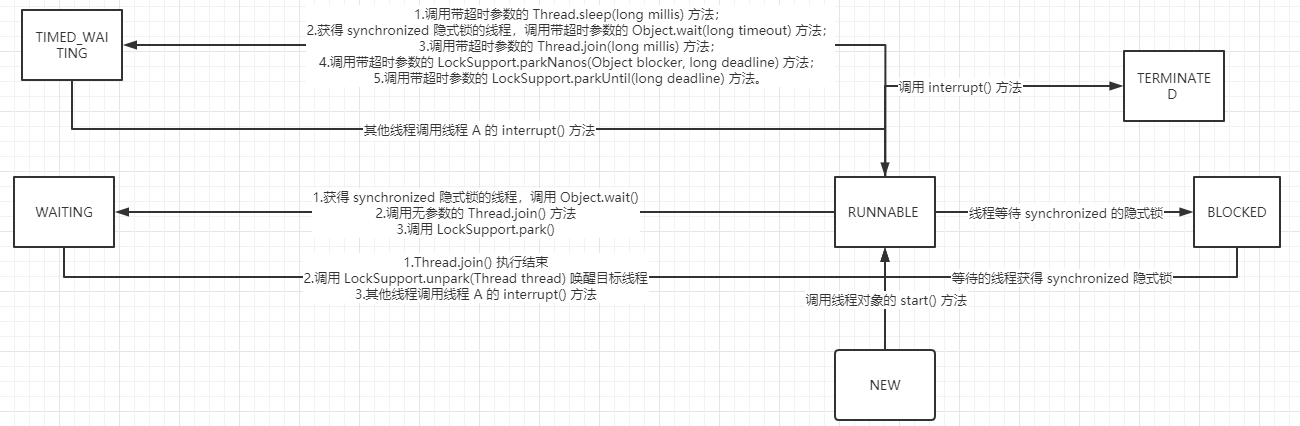 1.调用带超时参数的 Thread.sleep(long millis) 方法；
2.获得 synchronized 隐式锁的线程，调用带超时参数的 Object.wait(long timeout) 方法；
3.调用带超时参数的 Thread.join(long millis) 方法；
4.调用带超时参数的 LockSupport.parkNanos(Object blocker, long deadline) 方法；
5.调用带超时参数的 LockSupport.parkUntil(long deadline) 方法。
TIMED_WAI
TING
调用 interrupt() 方法
TERMINATE
D
其他线程调用线程 A 的 interrupt() 方法
WAITING
1.获得 synchronized 隐式锁的线程，调用 Object.wait()
2.调用无参数的 Thread.join() 方法
3.调用 LockSupport.park()
RUNNABLE
线程等待 synchronized 的隐式锁
BLOCKED
1.Thread.join() 执行结束
2.调用 LockSupport.unpark(Thread thread) 唤醒目标线程
3.其他线程调用线程 A 的 interrupt() 方法
等待的线程获得 synchronized 隐式锁
调用线程对象的 start() 方法
NEW